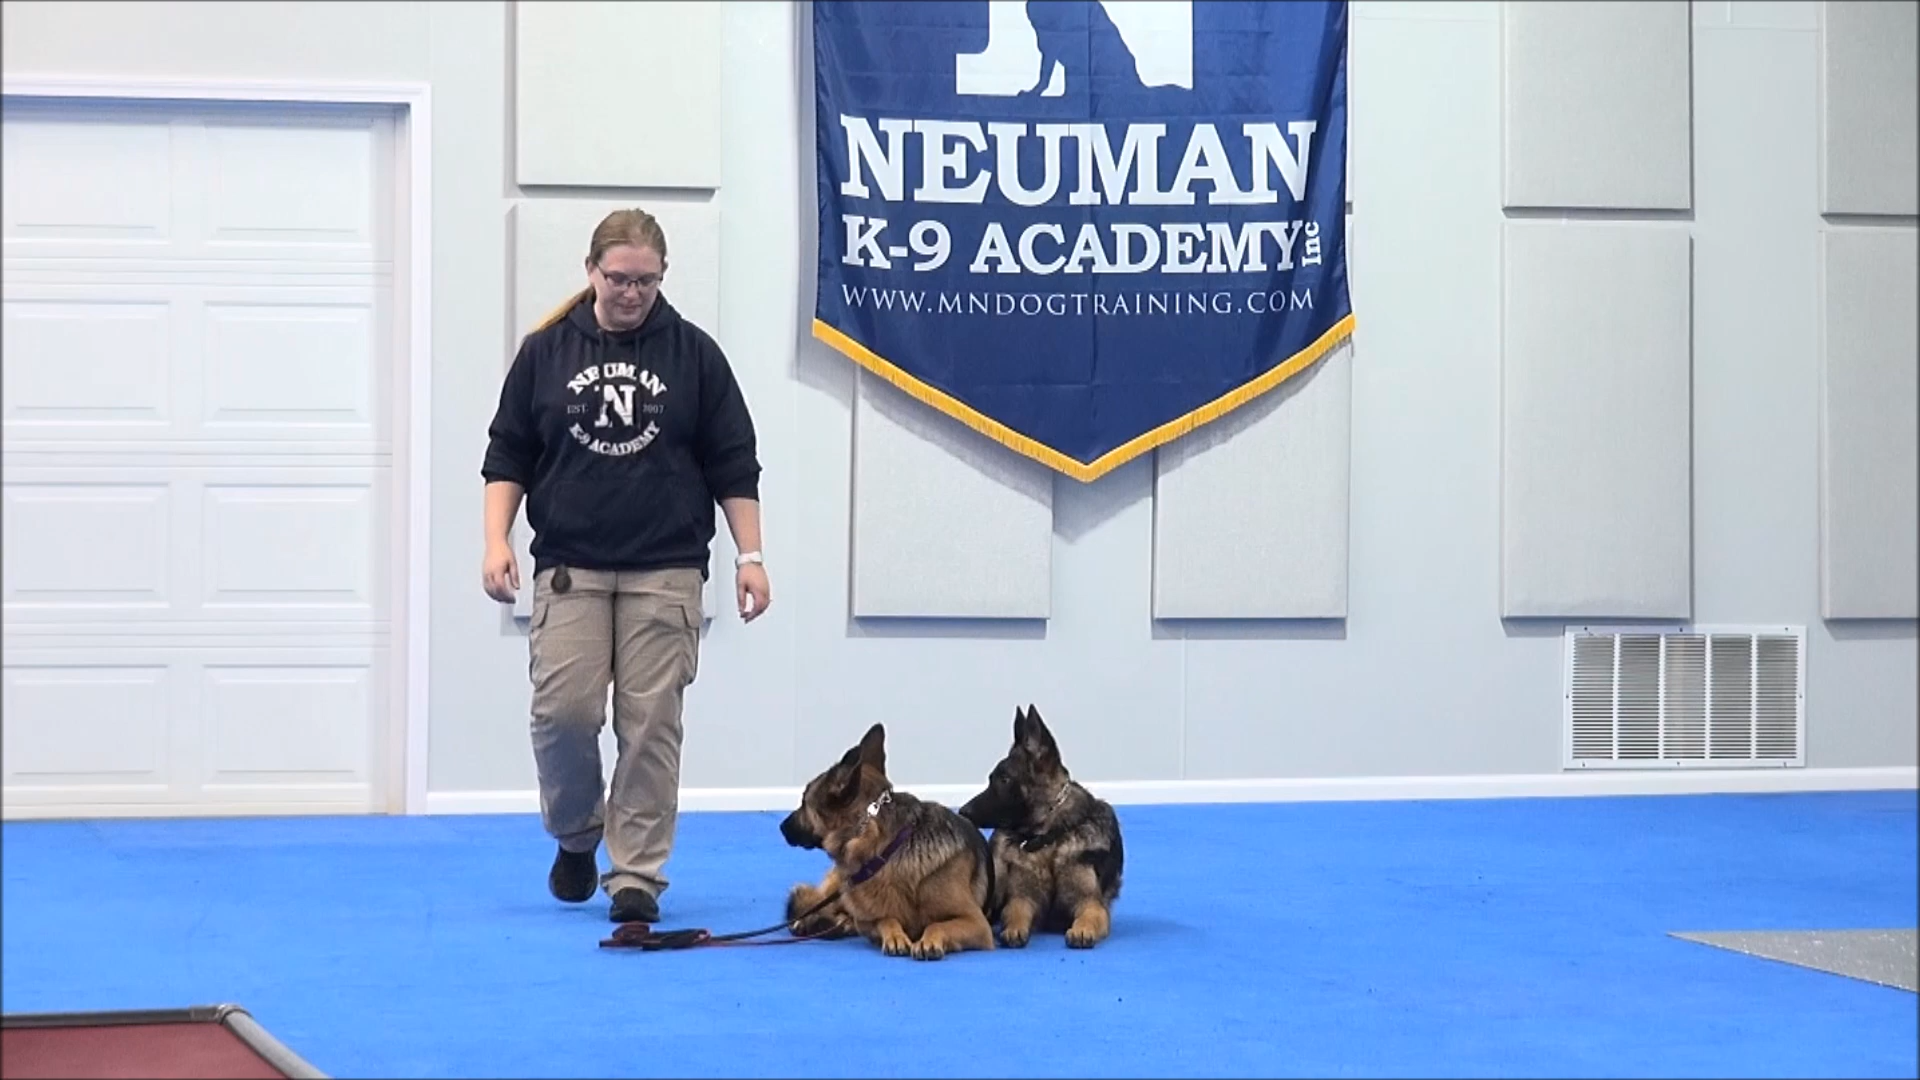 N
NEUMAN
K-9 ACADEMY Inc
WWW.MNDOGTRAINING.COM
NEUMAN
EST. N 2007
K-9 ACADEMY